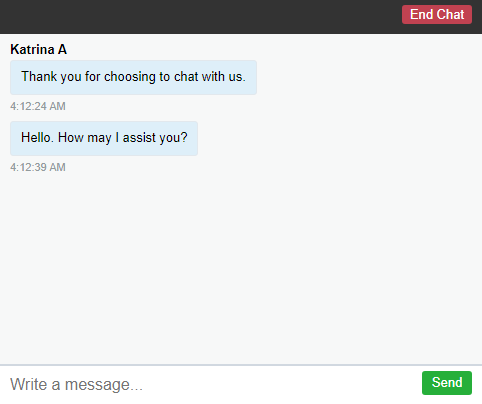 End Chat
Katrina A
Thank you for choosing to chat with us.
4:12:24 AM
Hello. How may I assist you?
4:12:39 AM
Write a message...
Send